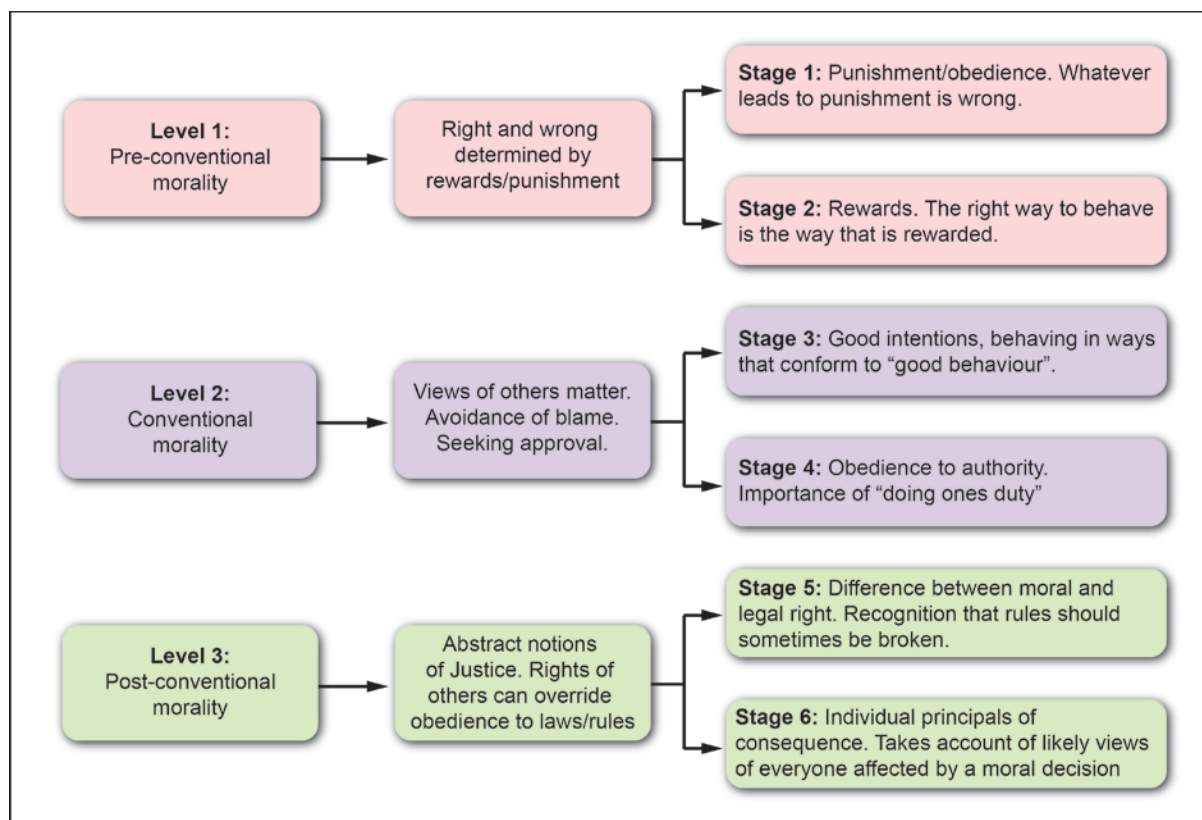 Level 1:
Pre-conventional
morality
Right and wrong
determined by
rewards/punishment
Stage 1: Punishment/obedience. Whatever
leads to punishment is wrong.
Stage 2: Rewards. The right way to behave
is the way that is rewarded.
Level 2:
Conventional
morality
Views of others matter.
Avoidance of blame.
Seeking approval.
Stage 3: Good intentions, behaving in ways
that conform to “good behaviour”.
Stage 4: Obedience to authority.
Importance of “doing ones duty”
Level 3:
Post-conventional
morality
Abstract notions
of Justice. Rights of
others can override
obedience to laws/rules
Stage 5: Difference between moral and
legal right. Recognition that rules should
sometimes be broken.
Stage 6: Individual principals of
consequence. Takes account of likely views
of everyone affected by a moral decision